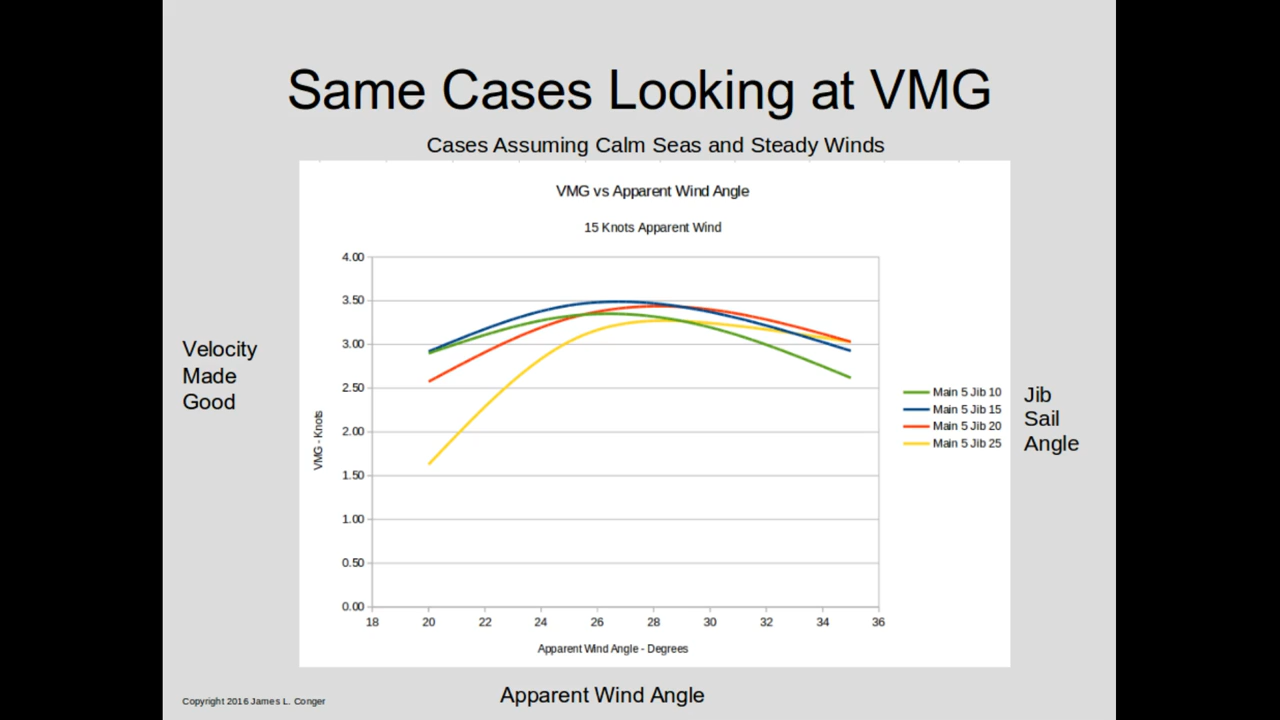 Same Cases Looking at VMG
Cases Assuming Calm Seas and Steady Winds
VMG vs Apparent Wind Angle
15 Knots Apparent Wind
Velocity
Made
Good
VMG - Knots
4.00
3.50
3.00
2.50
2.00
1.50
1.00
0.50
0.00
18 20 22 24 26 28 30 32 34 36
Apparent Wind Angle - Degrees
Main 5 Jib 10
Main 5 Jib 15
Main 5 Jib 20
Main 5 Jib 25
Jib
Sail
Angle
Apparent Wind Angle
Copyright 2016 James L. Conger